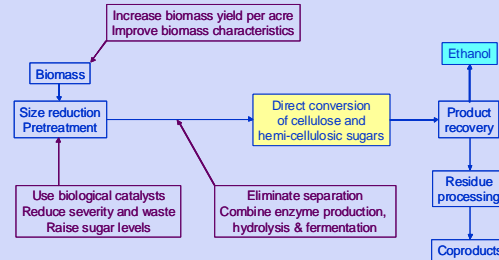 Increase biomass yield per acre
Improve biomass characteristics
Ethanol
Biomass
Size reduction
Pretreatment
Direct conversion
of cellulose and
hemi-cellulosic sugars
Product
recovery
Use biological catalysts
Reduce severity and waste
Raise sugar levels
Eliminate separation
Combine enzyme production,
hydrolysis & fermentation
Residue
processing
Coproducts